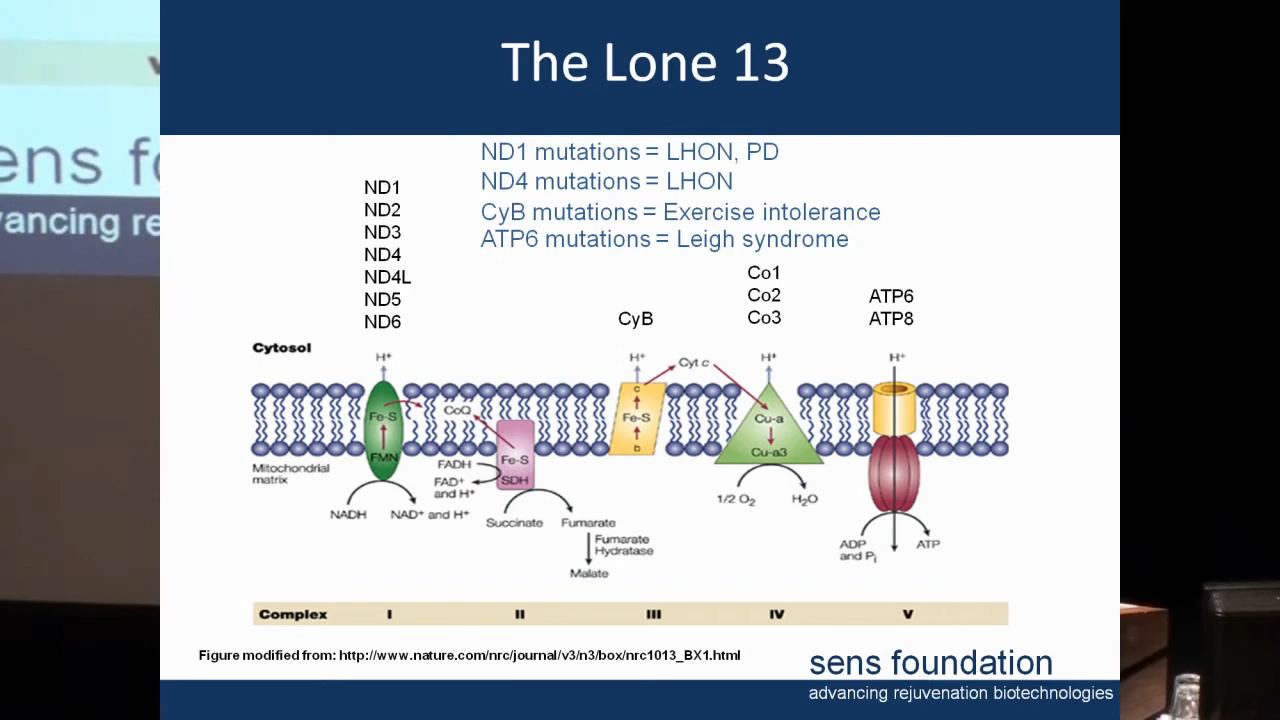 The Lone 13
ens fo
vancing re
ND1 mutations = LHON, PD
ND4 mutations = LHON
CyB mutations = Exercise intolerance
ATP6 mutations = Leigh syndrome
ND1
ND2
ND3
ND4
ND4L
ND5
ND6
CyB
Co1
Co2
Co3
ATP6
ATP8
Cytosol
H⁺
H⁺
Cyt c
H⁺
H⁺
Fe-S
CoQ
c
Fe-S
b
Cu-a
Cu-a3
FMN
Mitochondrial
matrix
FADH
FAD⁺
and H⁺
Fe-S
SDH
NADH
NAD⁺ and H⁺
Succinate
Fumarate
Fumarate
Hydratase
Malate
1/2 O₂
H₂O
ADP
and Pᵢ
ATP
Complex I II III IV V
Figure modified from: http://www.nature.com/nrc/journal/v3/n3/box/nrc1013_BX1.html
sens foundation
advancing rejuvenation biotechnologies